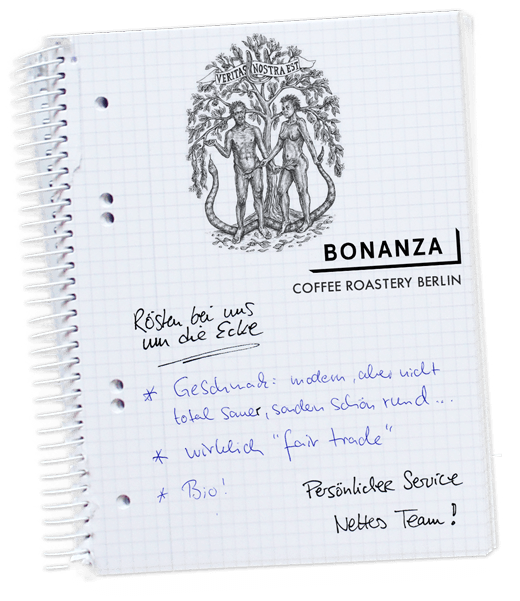 VERITAS NOSTRA EST
BONANZA
COFFEE ROASTERY BERLIN
Rösten bei uns
um die Ecke
* Geschmack: modern, aber nicht
total sauer, sondern schön rund...
* wirklich "fair trade"
* Bio!
Persönlicher Service
Nettes Team!